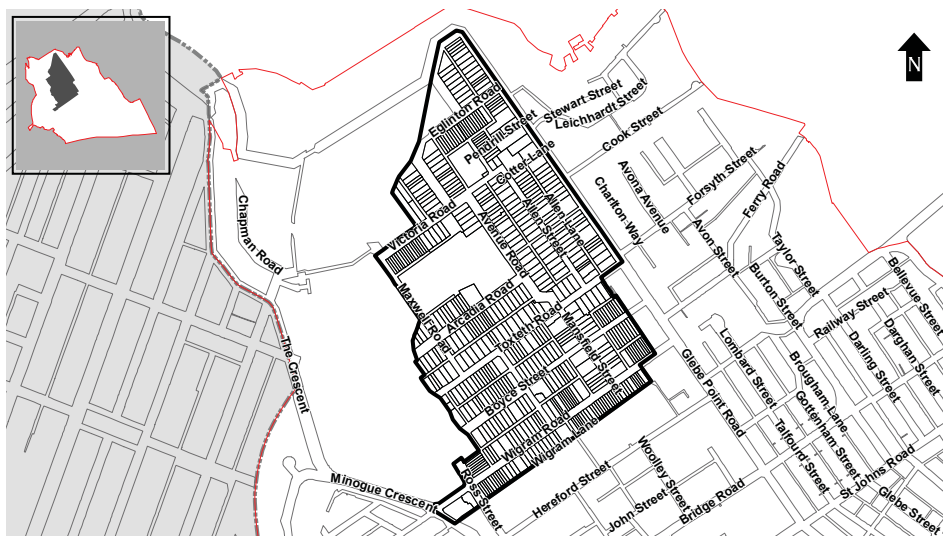 N
Stewart Street
Leichhardt Street
Eglinton Road
Cook Street
Pendrill Street
Cotter Lane
Forsyth Street
Ferry Road
Avona Avenue
Charlton Way
Allen Lane
Allen Street
Avenue Road
Victoria Road
Chapman Road
Avon Street
Taylor Street
Burton Street
Bellevue Street
Railway Street
Maxwell Road
Arcadia Road
Toxteth Road
Mansfield Street
Darghan Street
Darling Street
The Crescent
Lombard Street
Glebe Point Road
Brougham Lane
Gottenham Street
Boyce Street
Talfourd Street
Wigram Road
Wigram Lane
Woolley Street
St Johns Road
Minogue Crescent
Ross Street
Hereford Street
John Street
Bridge Road
Glebe Street